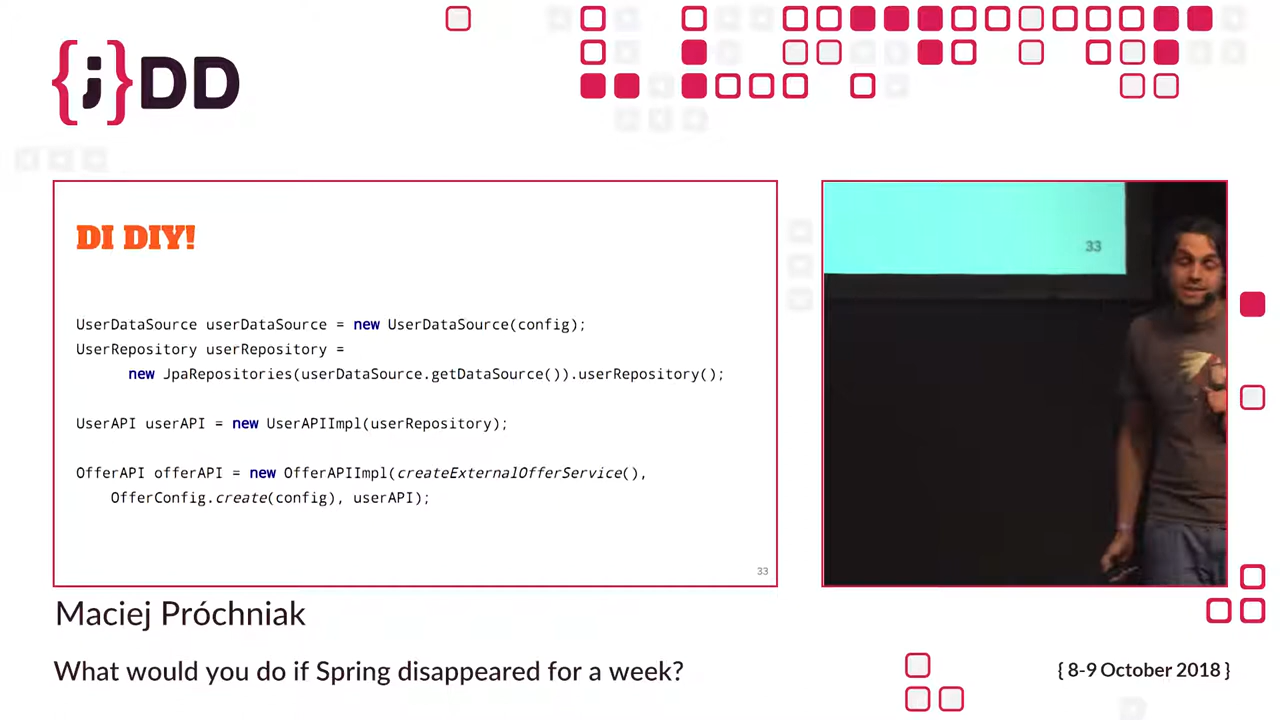 {j}DD
DI DIY!
UserDataSource userDataSource = new UserDataSource(config);
UserRepository userRepository =
new JpaRepositories(userDataSource.getDataSource()).userRepository();
UserAPI userAPI = new UserAPIImpl(userRepository);
OfferAPI offerAPI = new OfferAPIImpl(createExternalOfferService(),
OfferConfig.create(config), userAPI);
33
33
Maciej Próchniak
What would you do if Spring disappeared for a week?
{ 8-9 October 2018 }